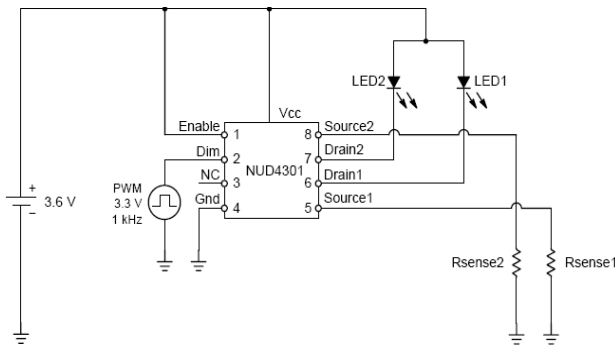 LED2
LED1
Vcc
Enable
1
8
Source2
Dim
2
7
Drain2
NUD4301
NC
3
6
Drain1
Gnd
4
5
Source1
PWM
3.3 V
1 kHz
+
3.6 V
−
Rsense2
Rsense1